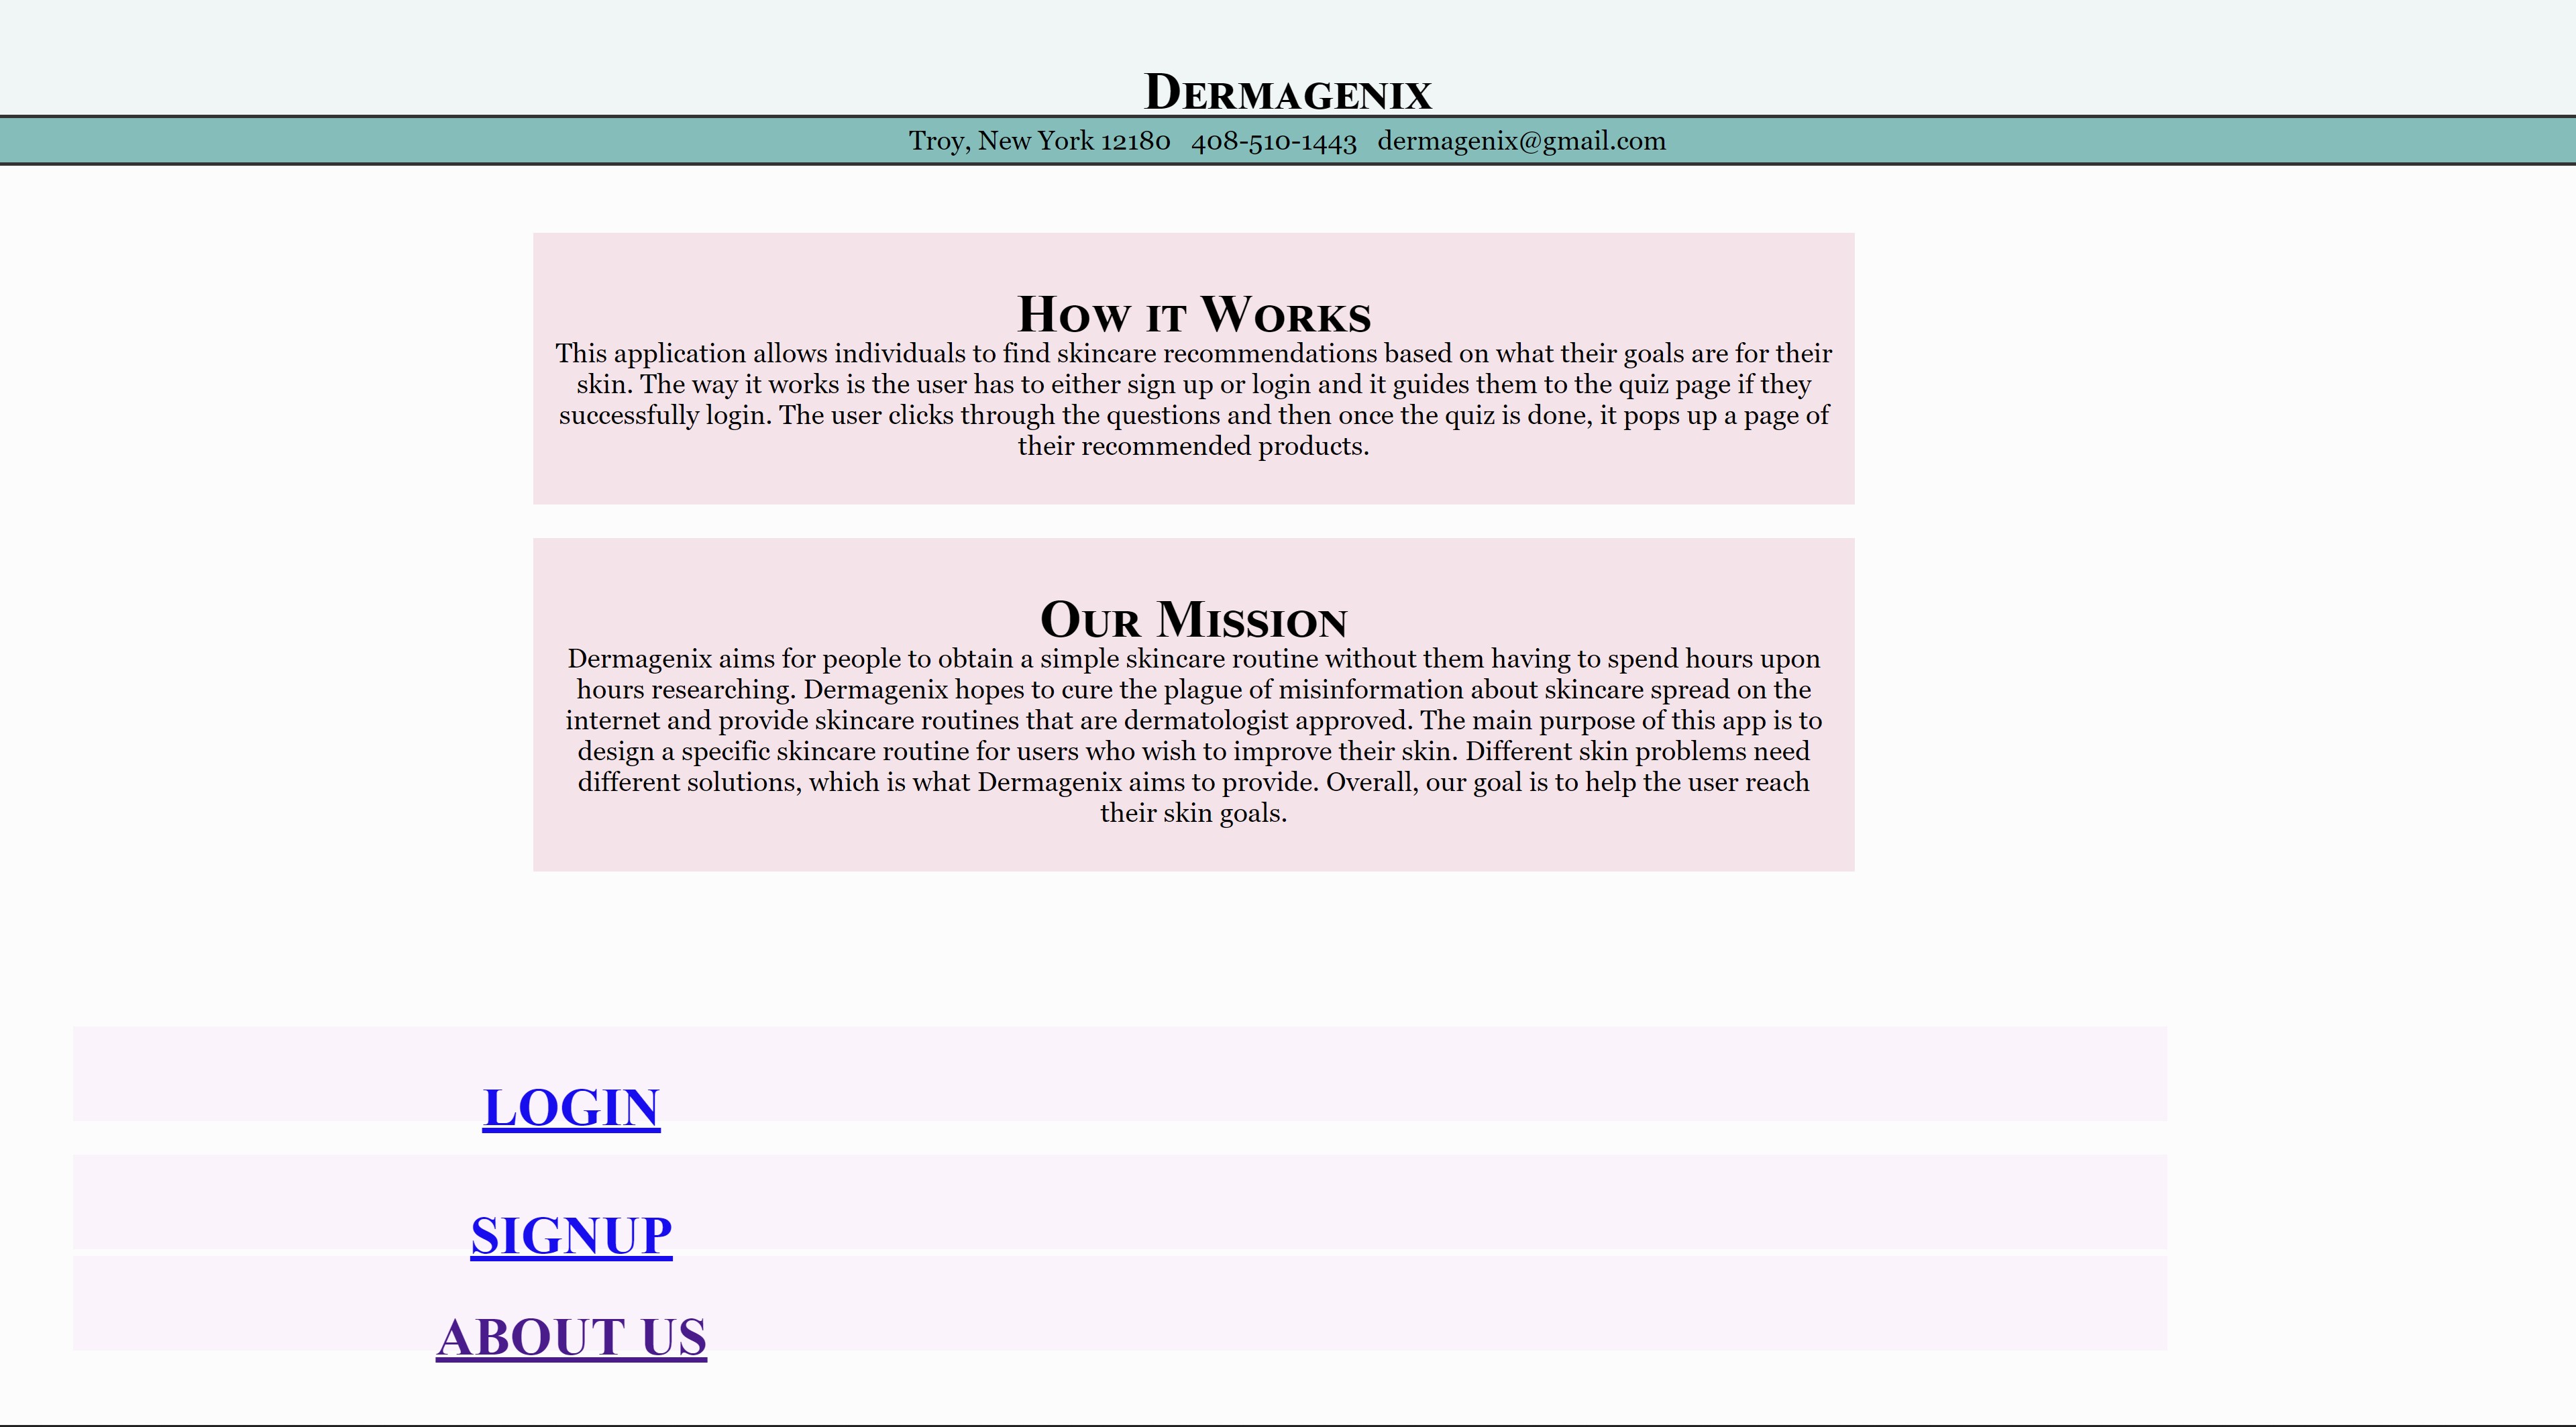 Dermagenix
Troy, New York 12180 408-510-1443 dermagenix@gmail.com
How it Works
This application allows individuals to find skincare recommendations based on what their goals are for their
skin. The way it works is the user has to either sign up or login and it guides them to the quiz page if they
successfully login. The user clicks through the questions and then once the quiz is done, it pops up a page of
their recommended products.
Our Mission
Dermagenix aims for people to obtain a simple skincare routine without them having to spend hours upon
hours researching. Dermagenix hopes to cure the plague of misinformation about skincare spread on the
internet and provide skincare routines that are dermatologist approved. The main purpose of this app is to
design a specific skincare routine for users who wish to improve their skin. Different skin problems need
different solutions, which is what Dermagenix aims to provide. Overall, our goal is to help the user reach
their skin goals.
LOGIN
SIGNUP
ABOUT US